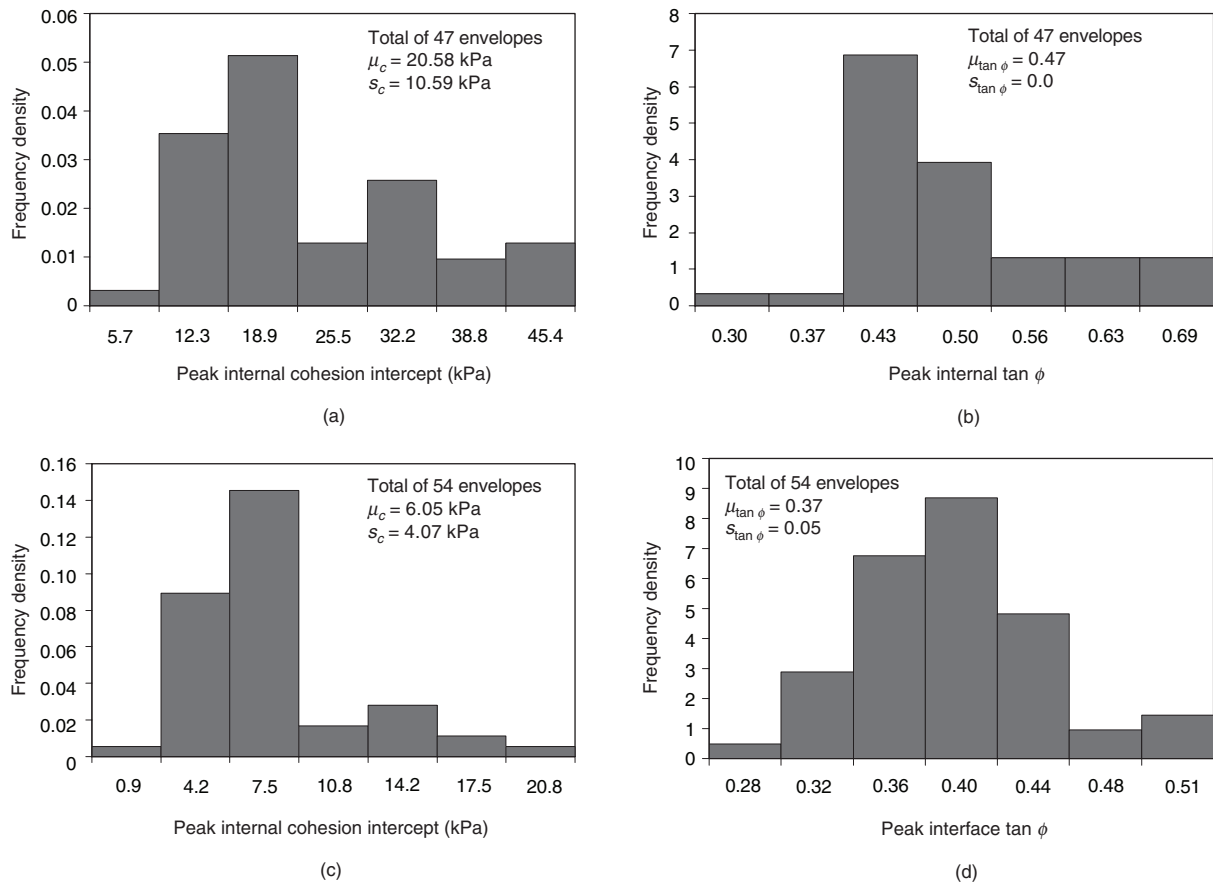 0.06
0.05
0.04
0.03
0.02
0.01
0
Frequency density
Total of 47 envelopes
μc = 20.58 kPa
sc = 10.59 kPa
5.7 12.3 18.9 25.5 32.2 38.8 45.4
Peak internal cohesion intercept (kPa)
(a)
8
7
6
5
4
3
2
1
0
Frequency density
Total of 47 envelopes
μtan ϕ = 0.47
stan ϕ = 0.0
0.30 0.37 0.43 0.50 0.56 0.63 0.69
Peak internal tan ϕ
(b)
0.16
0.14
0.12
0.10
0.08
0.06
0.04
0.02
0
Frequency density
Total of 54 envelopes
μc = 6.05 kPa
sc = 4.07 kPa
0.9 4.2 7.5 10.8 14.2 17.5 20.8
Peak internal cohesion intercept (kPa)
(c)
10
9
8
7
6
5
4
3
2
1
0
Frequency density
Total of 54 envelopes
μtan ϕ = 0.37
stan ϕ = 0.05
0.28 0.32 0.36 0.40 0.44 0.48 0.51
Peak interface tan ϕ
(d)